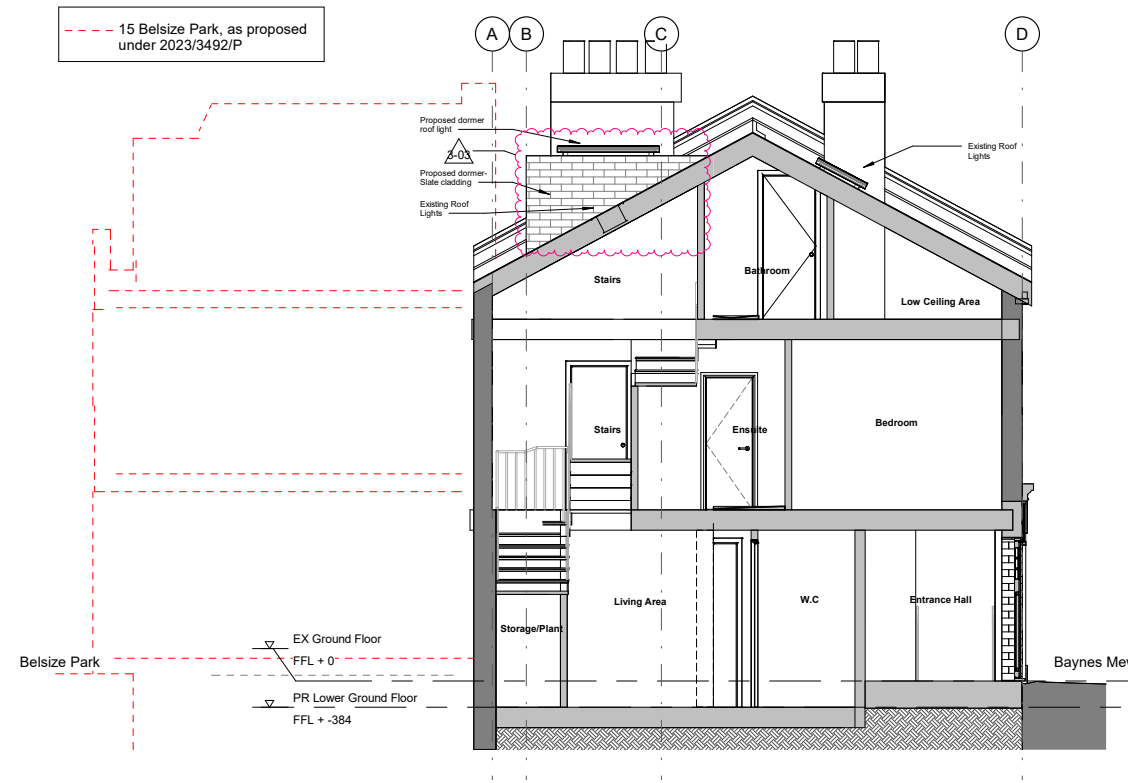 15 Belsize Park, as proposed
under 2023/3492/P
A
B
C
D
Proposed dormer
roof light
3-03
Proposed dormer-
Slate cladding
Existing Roof
Lights
Existing Roof
Lights
Stairs
Bathroom
Low Ceiling Area
Stairs
Ensuite
Bedroom
Living Area
W.C
Entrance Hall
Storage/Plant
EX Ground Floor
FFL + 0
Belsize Park
Baynes Mew
PR Lower Ground Floor
FFL + -384